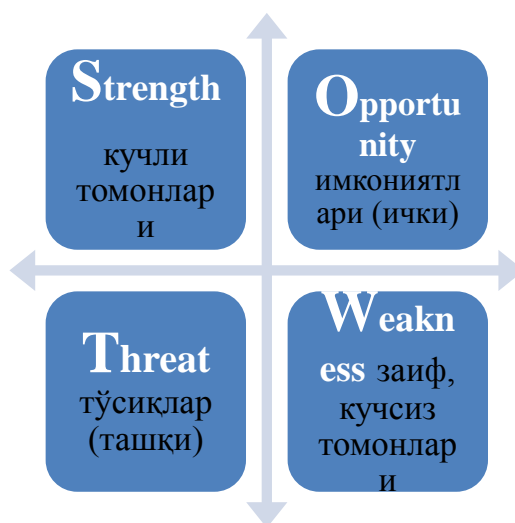 Strength
кучли
томонлар
и
Opportu
nity
имкониятл
ари (ички)
Threat
тўсиқлар
(ташқи)
Weakn
ess заиф,
кучсиз
томонлар
и